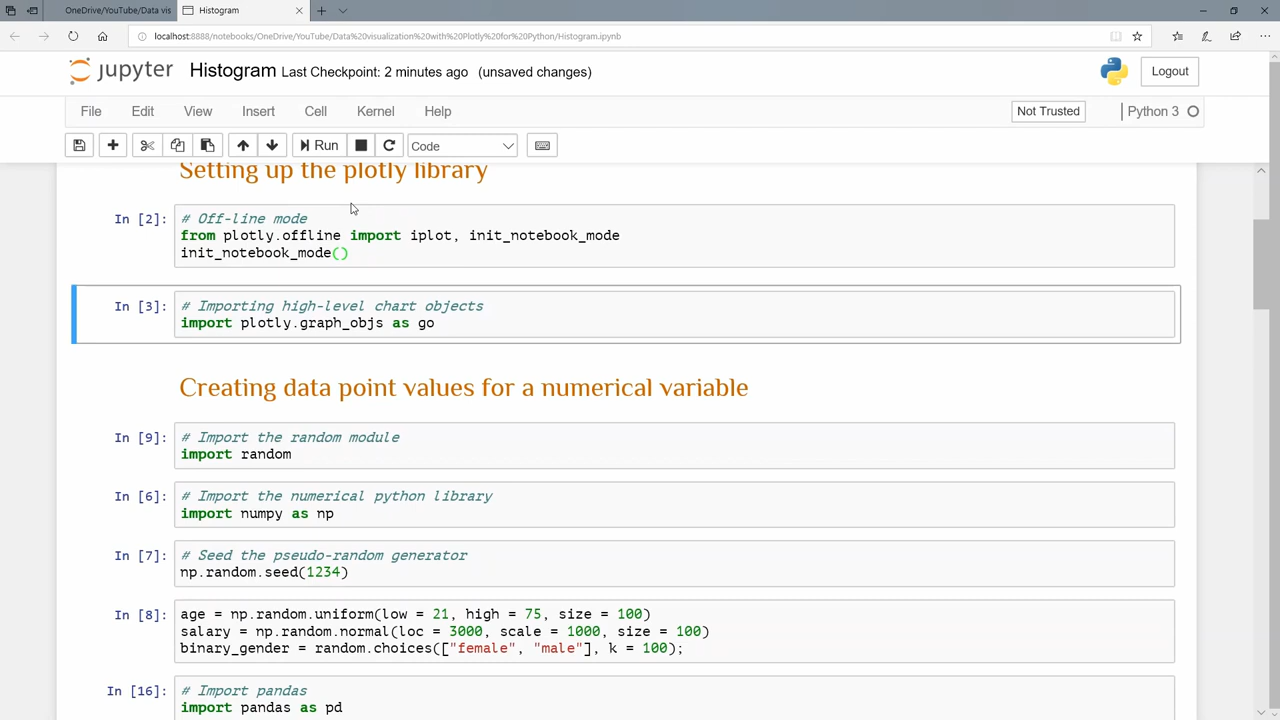 OneDrive/YouTube/Data vis
Histogram
localhost:8888/notebooks/OneDrive/YouTube/Data%20visualization%20with%20Plotly%20for%20Python/Histogram.ipynb
jupyter Histogram Last Checkpoint: 2 minutes ago (unsaved changes) Logout
File Edit View Insert Cell Kernel Help Not Trusted Python 3
Run Code
Setting up the plotly library
In [2]: # Off-line mode
from plotly.offline import iplot, init_notebook_mode
init_notebook_mode()
In [3]: # Importing high-level chart objects
import plotly.graph_objs as go
Creating data point values for a numerical variable
In [9]: # Import the random module
import random
In [6]: # Import the numerical python library
import numpy as np
In [7]: # Seed the pseudo-random generator
np.random.seed(1234)
In [8]: age = np.random.uniform(low = 21, high = 75, size = 100)
salary = np.random.normal(loc = 3000, scale = 1000, size = 100)
binary_gender = random.choices(["female", "male"], k = 100);
In [16]: # Import pandas
import pandas as pd